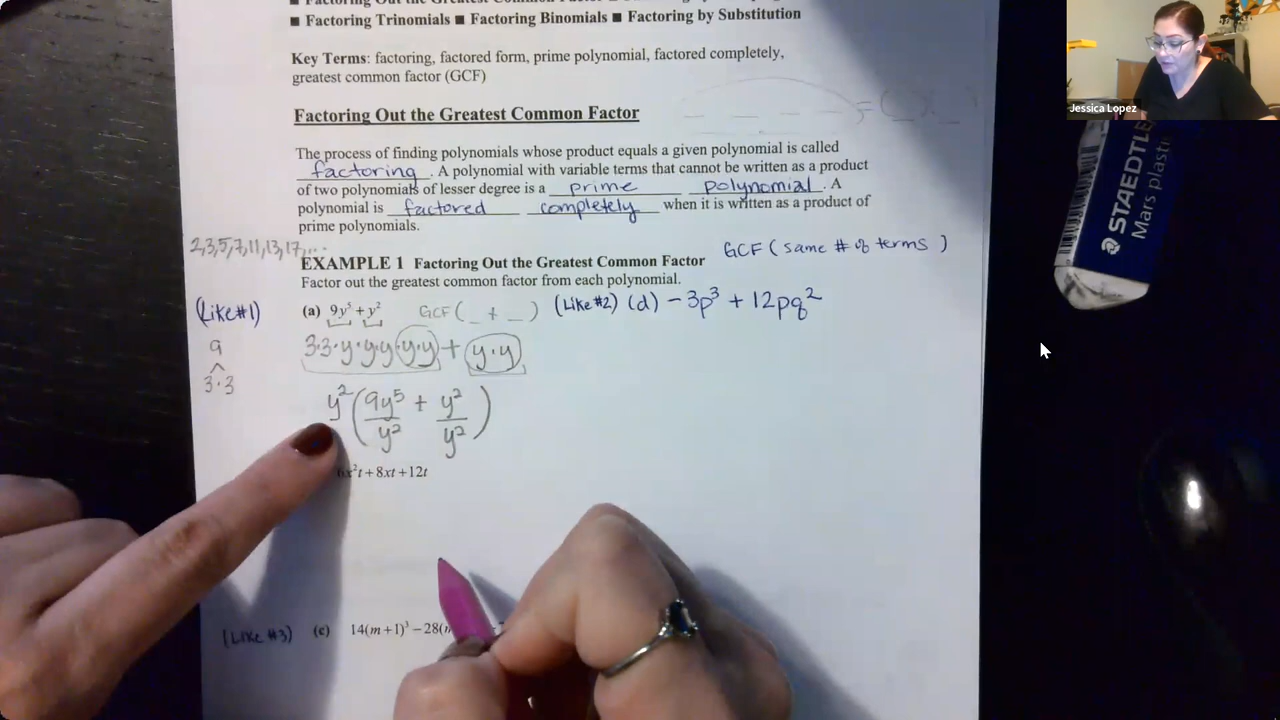 ■ Factoring Trinomials ■ Factoring Binomials ■ Factoring by Substitution
Key Terms: factoring, factored form, prime polynomial, factored completely,
greatest common factor (GCF)
Jessica Lopez
Factoring Out the Greatest Common Factor
The process of finding polynomials whose product equals a given polynomial is called
factoring. A polynomial with variable terms that cannot be written as a product
of two polynomials of lesser degree is a prime polynomial. A
polynomial is factored completely when it is written as a product of
prime polynomials.
STAEDTLER
Mars plastic
2,3,5,7,11,13,17,...
EXAMPLE 1 Factoring Out the Greatest Common Factor
GCF (same # of terms)
Factor out the greatest common factor from each polynomial.
(Like #1) (a) 9y⁵ + y² GCF(_ + _) (Like #2) (d) -3p³ + 12pq²
9
3·3
3·3·y·y·y·y·y + y·y
y²(9y⁵/y² + y²/y²)
6x²t + 8xt + 12t
(Like #3) (c) 14(m+1)³ − 28(